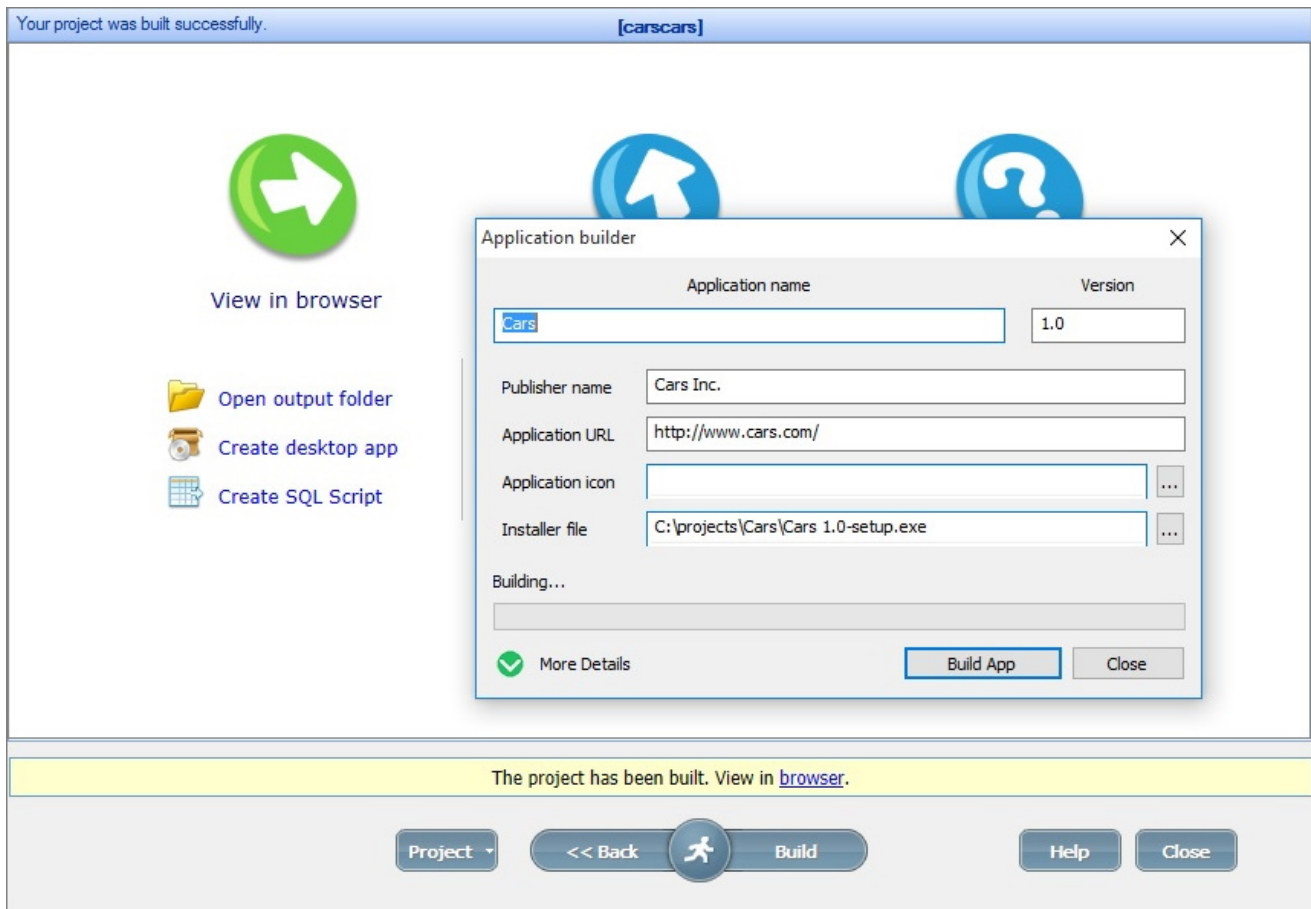 Your project was built successfully.
[carscars]
View in browser
Open output folder
Create desktop app
Create SQL Script
Application builder
Application name
Version
Cars
1.0
Publisher name
Cars Inc.
Application URL
http://www.cars.com/
Application icon
...
Installer file
C:\projects\Cars\Cars 1.0-setup.exe
...
Building...
More Details
Build App
Close
The project has been built. View in browser.
Project
<< Back
Build
Help
Close